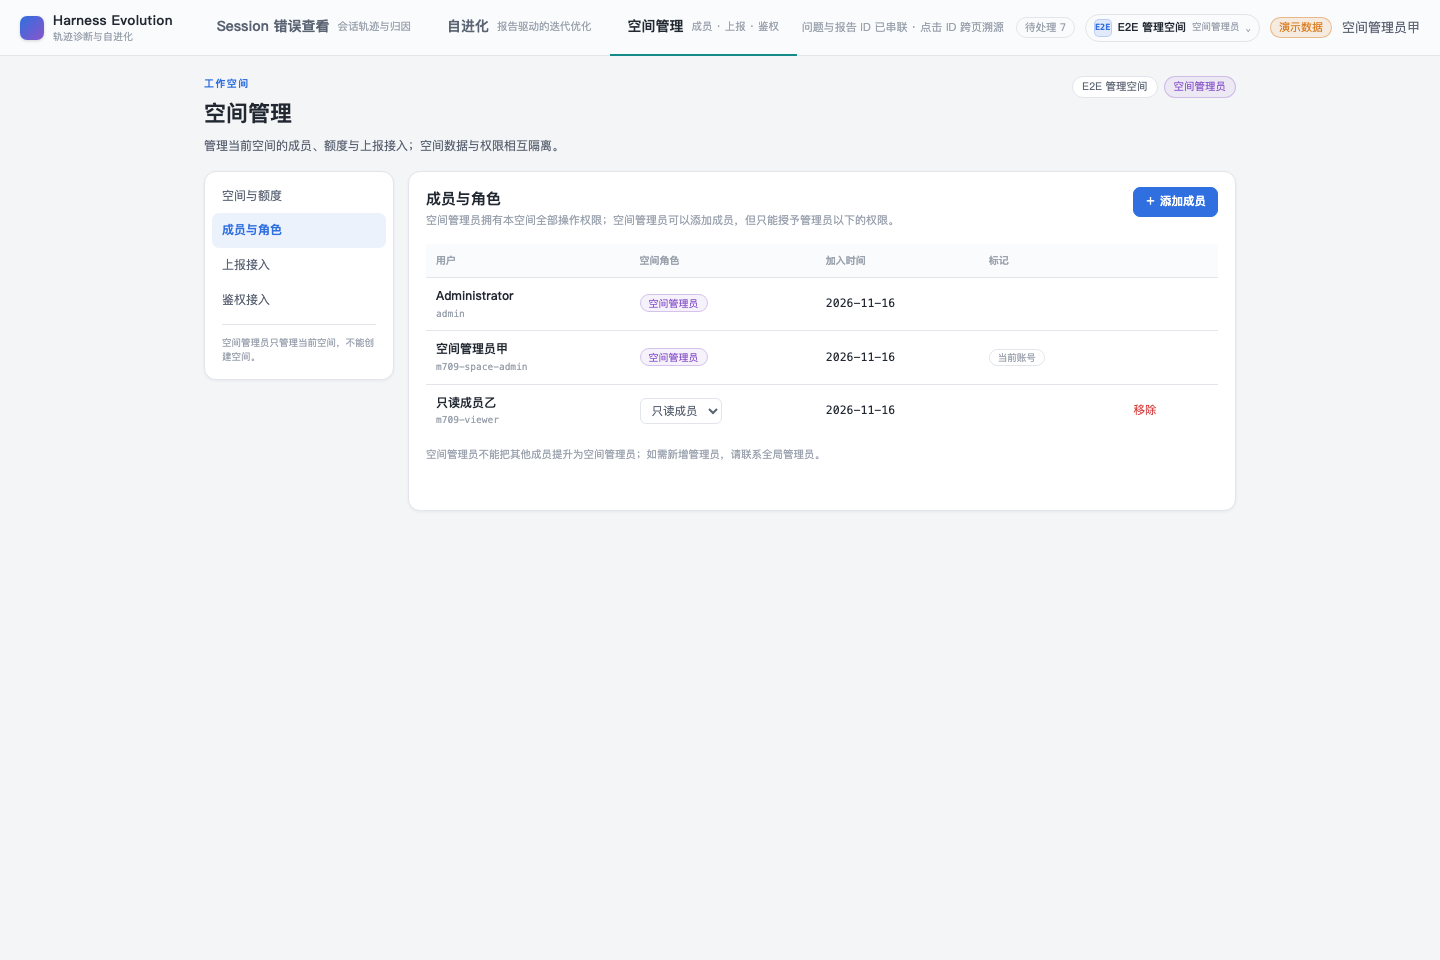 Harness Evolution
轨迹诊断与自进化
Session 错误查看 会话轨迹与归因
自进化 报告驱动的迭代优化
空间管理 成员 · 上报 · 鉴权
问题与报告 ID 已串联 · 点击 ID 跨页溯源
待处理 7
E2E E2E 管理空间 空间管理员
演示数据
空间管理员甲
工作空间
空间管理
管理当前空间的成员、额度与上报接入；空间数据与权限相互隔离。
E2E 管理空间
空间管理员
空间与额度
成员与角色
上报接入
鉴权接入
空间管理员只管理当前空间，不能创
建空间。
成员与角色
空间管理员拥有本空间全部操作权限；空间管理员可以添加成员，但只能授予管理员以下的权限。
+ 添加成员
用户 空间角色 加入时间 标记
Administrator
admin
空间管理员
2026-11-16
空间管理员甲
m709-space-admin
空间管理员
2026-11-16
当前账号
只读成员乙
m709-viewer
只读成员
2026-11-16
移除
空间管理员不能把其他成员提升为空间管理员；如需新增管理员，请联系全局管理员。